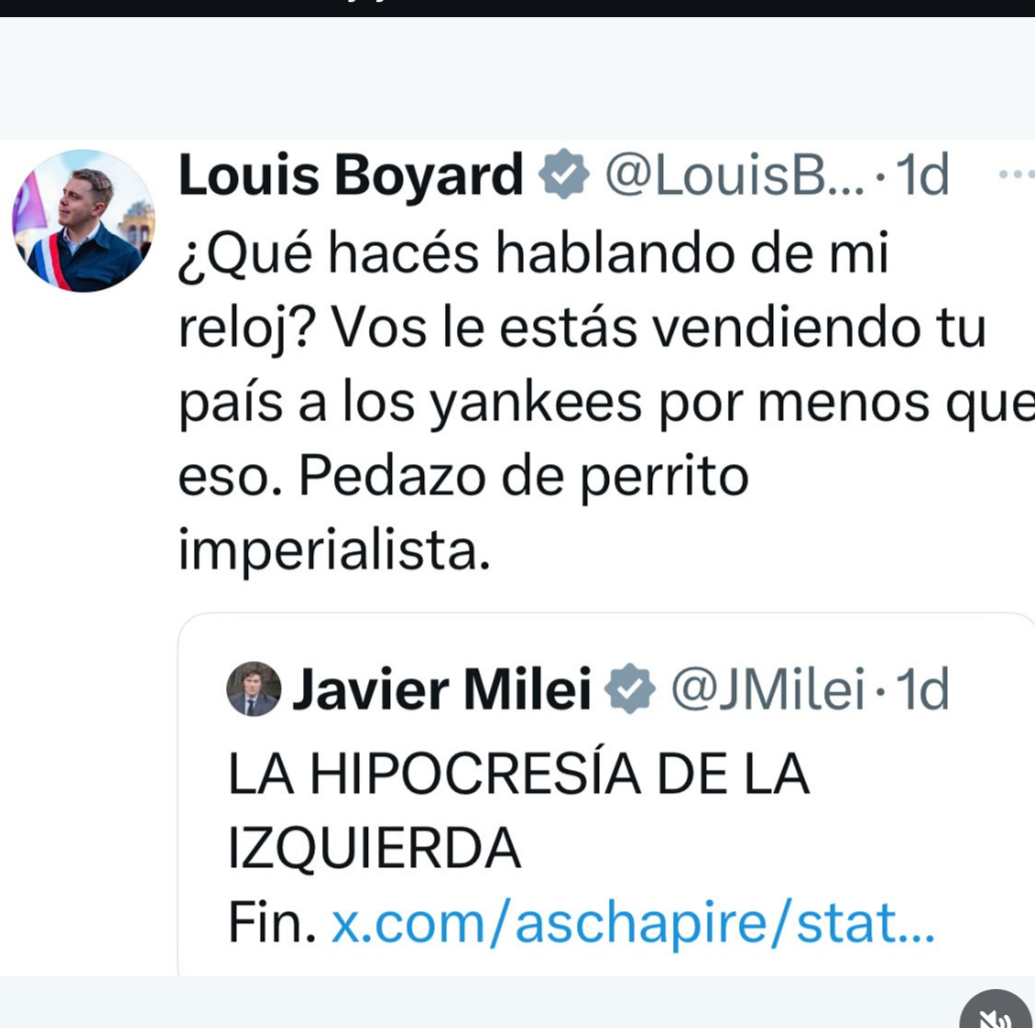 Louis Boyard @LouisB... · 1d
¿Qué hacés hablando de mi
reloj? Vos le estás vendiendo tu
país a los yankees por menos que
eso. Pedazo de perrito
imperialista.
Javier Milei @JMilei · 1d
LA HIPOCRESÍA DE LA
IZQUIERDA
Fin. x.com/aschapire/stat...